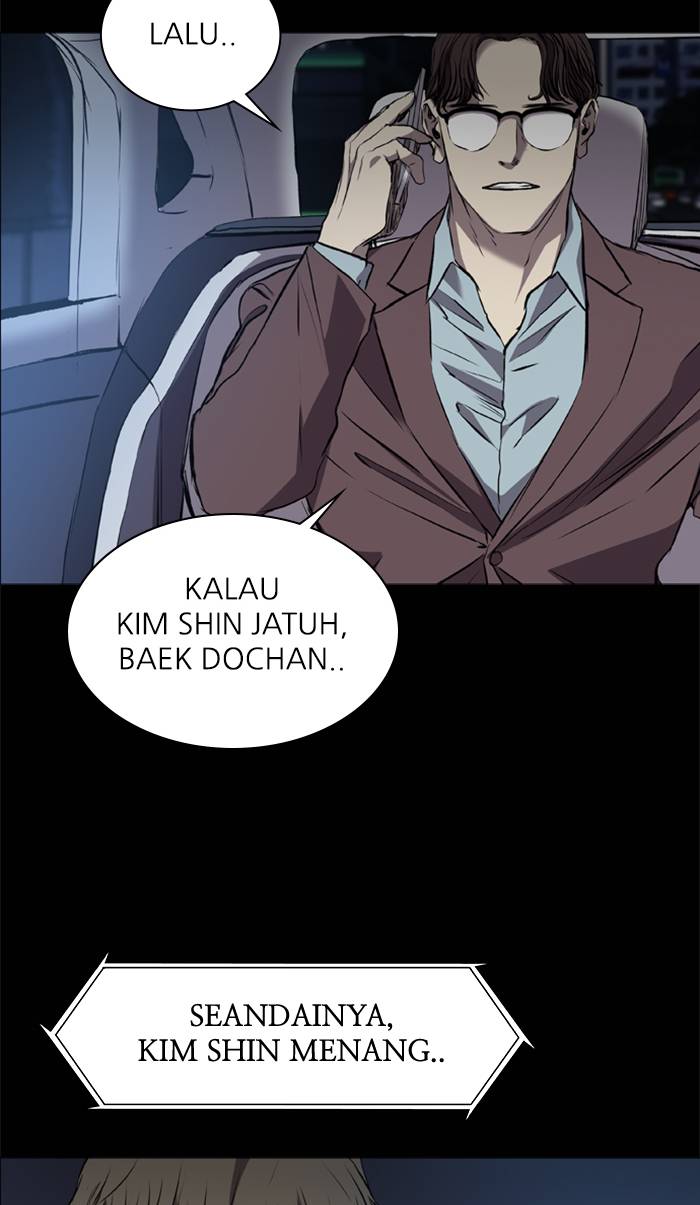 LALU..
KALAU
KIM SHIN JATUH,
BAEK DOCHAN..
SEANDAINYA,
KIM SHIN MENANG..